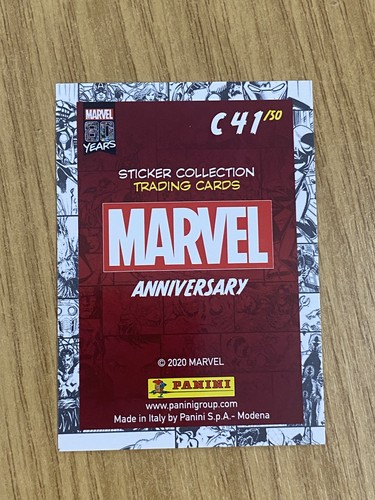 MARVEL
80
YEARS
C 41/50
STICKER COLLECTION
TRADING CARDS
MARVEL
ANNIVERSARY
© 2020 MARVEL
PANINI
www.paninigroup.com
Made in Italy by Panini S.p.A.- Modena